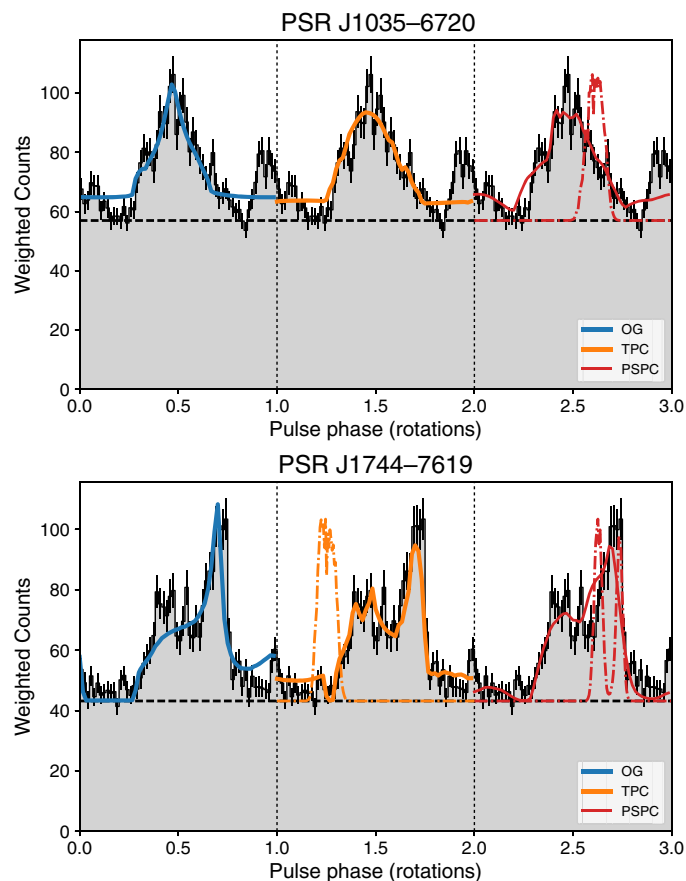 PSR J1035–6720
Weighted Counts
100
80
60
40
20
0
OG
TPC
PSPC
0.0 0.5 1.0 1.5 2.0 2.5 3.0
Pulse phase (rotations)
PSR J1744–7619
Weighted Counts
100
80
60
40
20
0
OG
TPC
PSPC
0.0 0.5 1.0 1.5 2.0 2.5 3.0
Pulse phase (rotations)